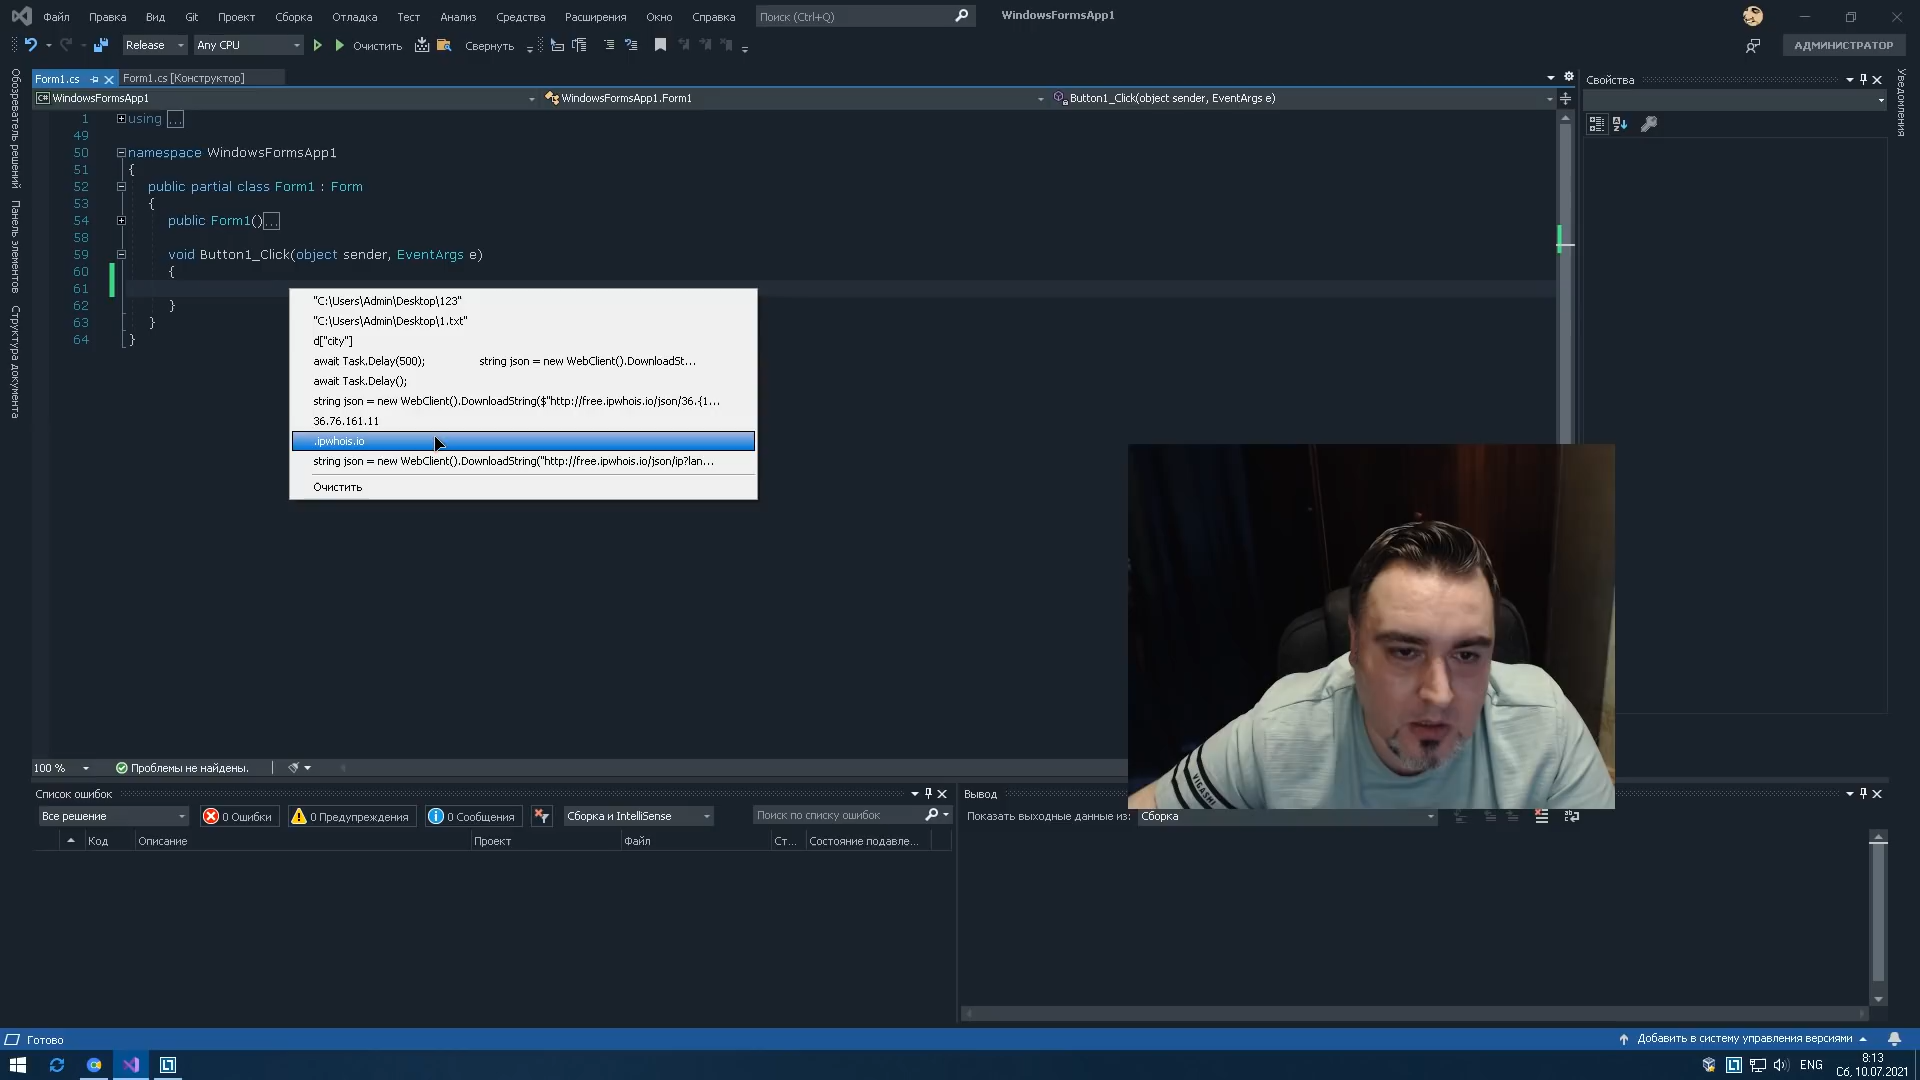 Файл Правка Вид Git Проект Сборка Отладка Тест Анализ Средства Расширения Окно Справка Поиск (Ctrl+Q) WindowsFormsApp1
Release Any CPU Очистить Свернуть АДМИНИСТРАТОР
Обозреватель решений
Панель элементов
Структура документа
Form1.cs Form1.cs [Конструктор]
WindowsFormsApp1 WindowsFormsApp1.Form1 Button1_Click(object sender, EventArgs e)
1 using ...
49
50 namespace WindowsFormsApp1
51 {
52 public partial class Form1 : Form
53 {
54 public Form1()...
58
59 void Button1_Click(object sender, EventArgs e)
60 {
61
62 }
63 }
64 }
"C:\Users\Admin\Desktop\123"
"C:\Users\Admin\Desktop\1.txt"
d["city"]
await Task.Delay(500); string json = new WebClient().DownloadSt...
await Task.Delay();
string json = new WebClient().DownloadString($"http://free.ipwhois.io/json/36.{1...
36.76.161.11
.ipwhois.io
string json = new WebClient().DownloadString("http://free.ipwhois.io/json/ip?lan...
Очистить
Свойства
Уведомления
VIGASHI
100 % Проблемы не найдены.
Список ошибок
Все решение 0 Ошибки 0 Предупреждения 0 Сообщения Сборка и IntelliSense Поиск по списку ошибок
Код Описание Проект Файл Ст... Состояние подавле...
Вывод
Показать выходные данные из: Сборка
Готово Добавить в систему управления версиями
ENG 8:13
Сб, 10.07.2021